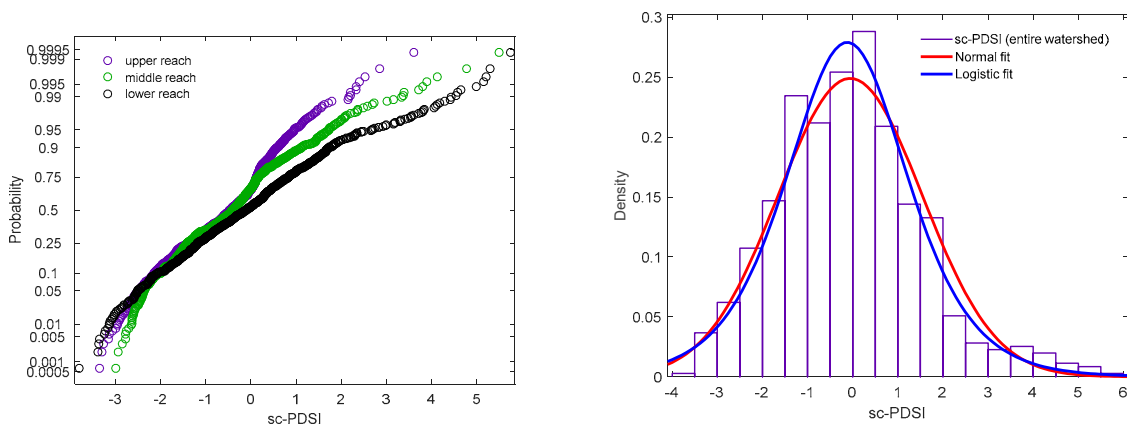 0.9995
0.9999
0.995
0.99
0.95
0.9
0.75
0.5
0.25
0.1
0.05
0.01
0.005
0.001
0.0005
Probability
upper reach
middle reach
lower reach
-3 -2 -1 0 1 2 3 4 5
sc-PDSI
0.3
0.25
0.2
0.15
0.1
0.05
0
Density
sc-PDSI (entire watershed)
Normal fit
Logistic fit
-4 -3 -2 -1 0 1 2 3 4 5 6
sc-PDSI